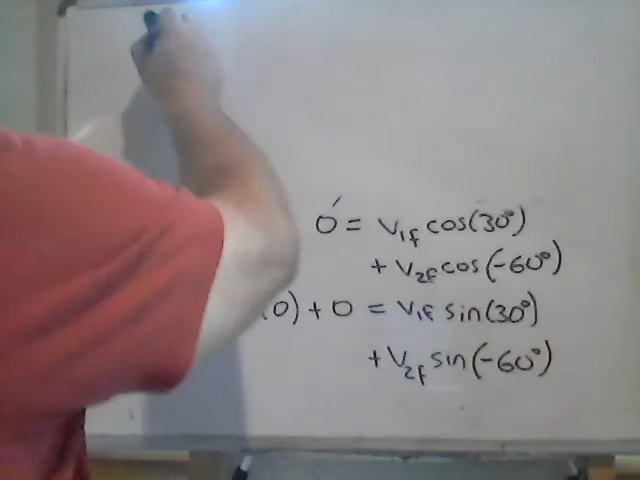 0' = V1f cos(30°)
+ V2f cos(-60°)
(0) + 0 = V1f sin(30°)
+ V2f sin(-60°)